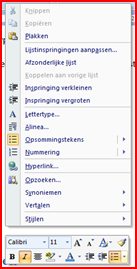 Knippen
Kopiëren
Plakken
Lijstinspringingen aanpassen...
Afzonderlijke lijst
Koppelen aan vorige lijst
Inspringing verkleinen
Inspringing vergroten
Lettertype...
Alinea...
Opsommingstekens
Nummering
Hyperlink...
Opzoeken...
Synoniemen
Vertalen
Stijlen
Calibri 11 A A A
B I ab A